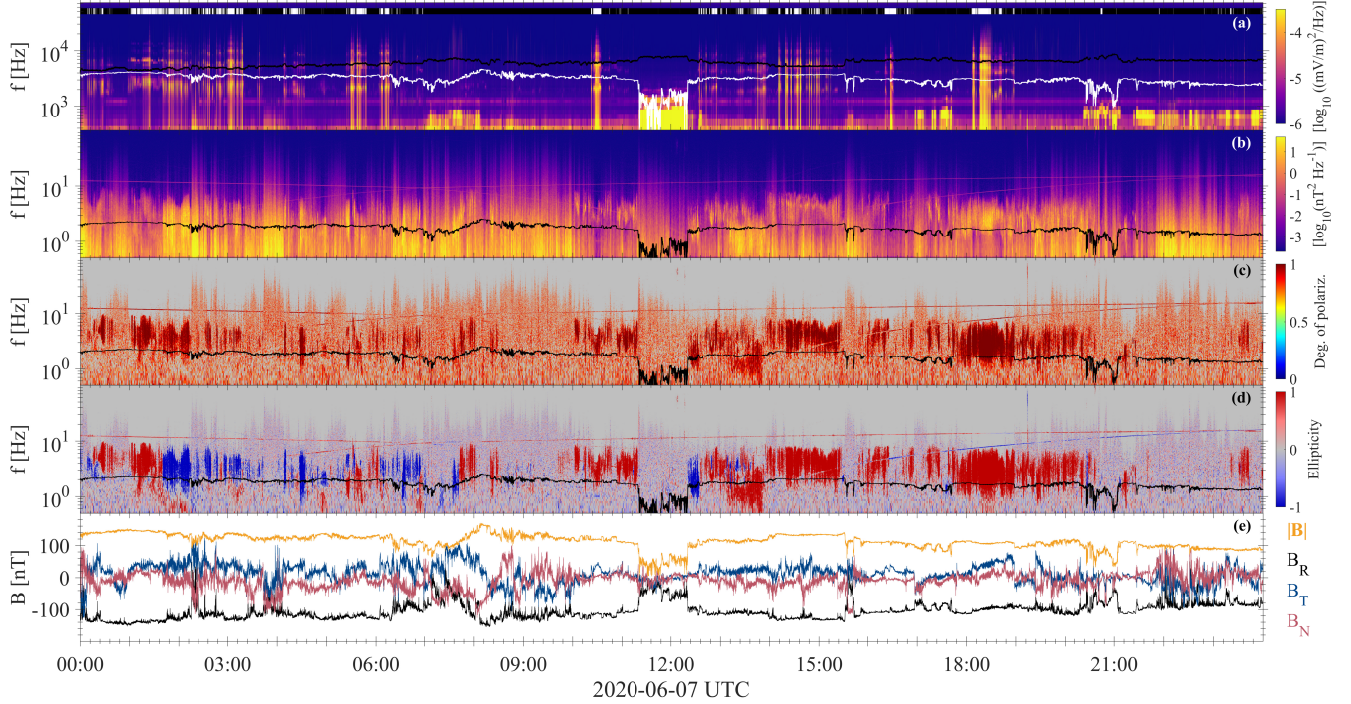 (a)
f [Hz]
10^4
10^3
-4
-5
-6
[log_10 ((mV/m)^2/Hz)]
(b)
f [Hz]
10^1
10^0
1
0
-1
-2
-3
[log_10(nT^2 Hz^-1)]
(c)
f [Hz]
10^1
10^0
1
0.5
0
Deg. of polariz.
(d)
f [Hz]
10^1
10^0
1
0
-1
Ellipticity
(e)
B [nT]
100
0
-100
|B|
B_R
B_T
B_N
00:00 03:00 06:00 09:00 12:00 15:00 18:00 21:00
2020-06-07 UTC